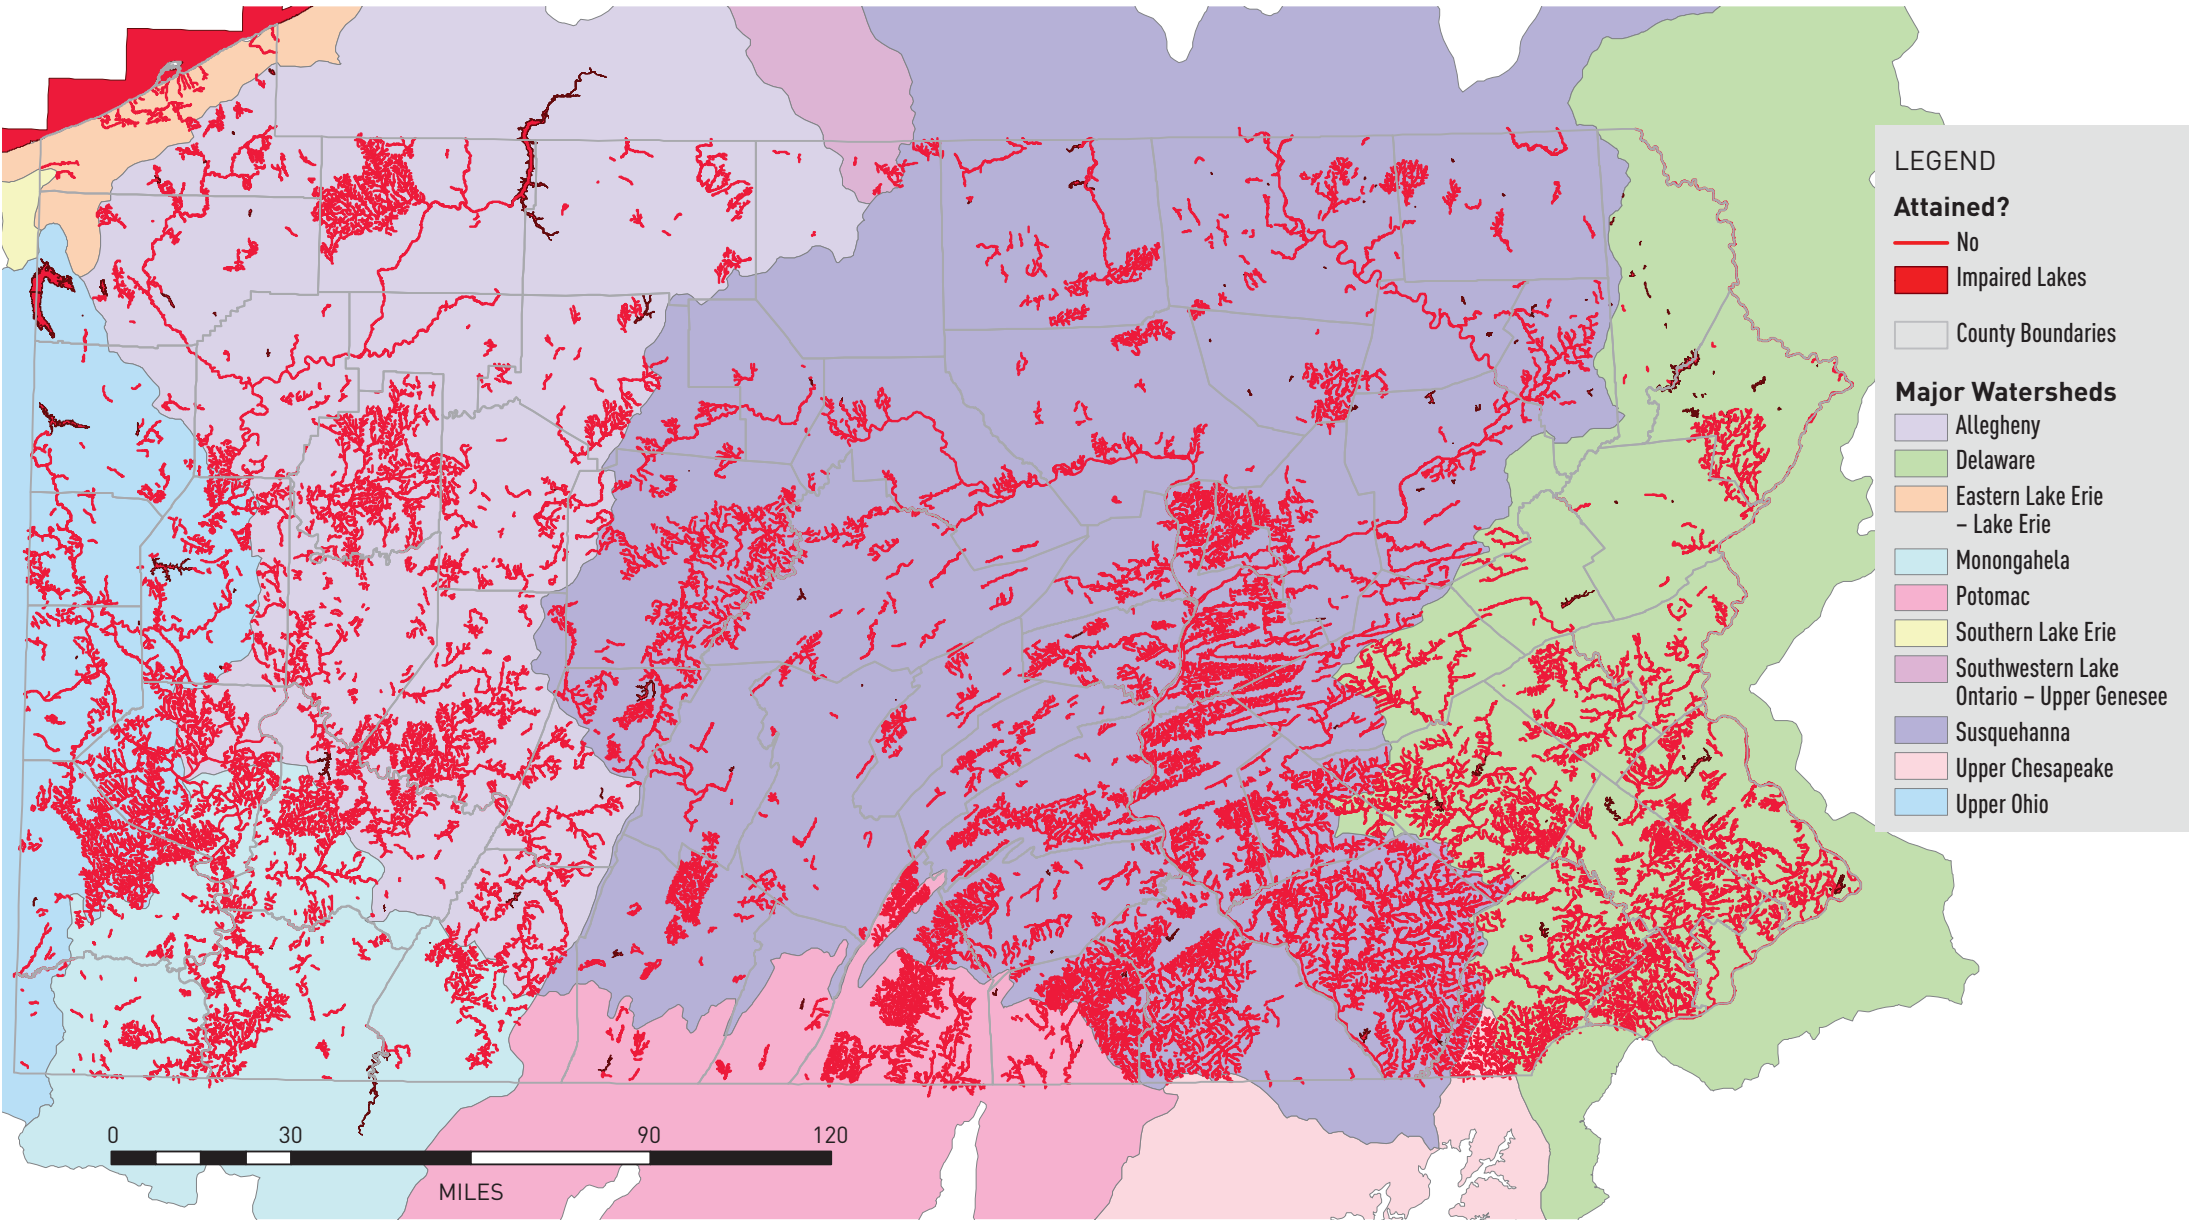 LEGEND
Attained?
No
Impaired Lakes
County Boundaries
Major Watersheds
Allegheny
Delaware
Eastern Lake Erie
– Lake Erie
Monongahela
Potomac
Southern Lake Erie
Southwestern Lake
Ontario – Upper Genesee
Susquehanna
Upper Chesapeake
Upper Ohio
0 30 90 120
MILES